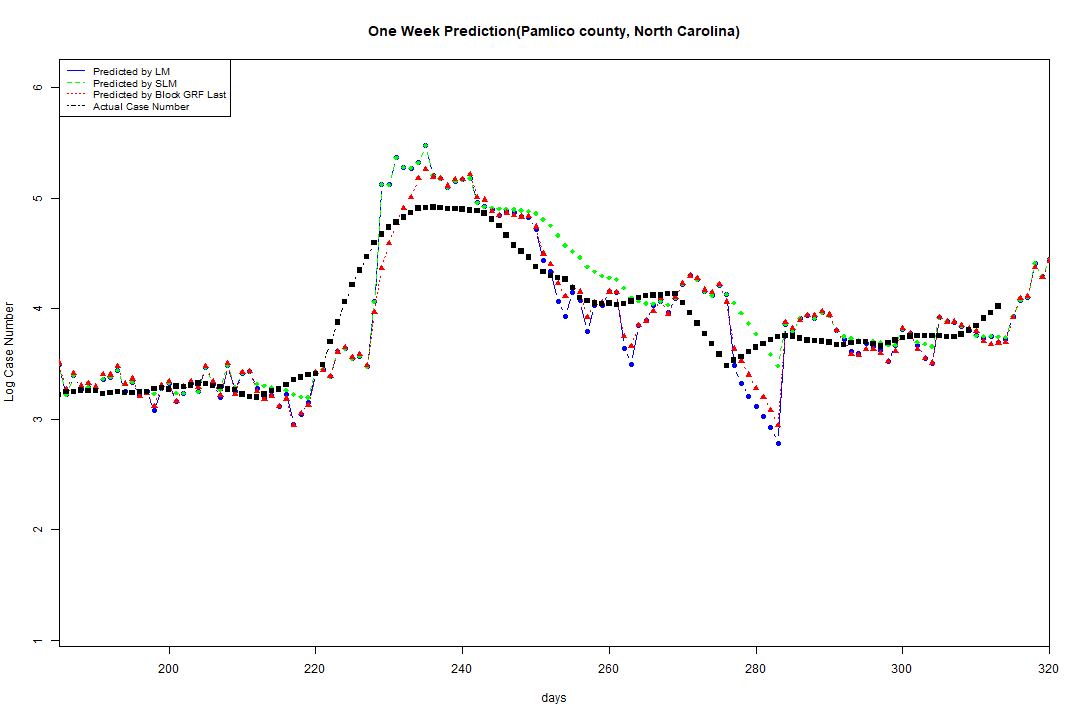 One Week Prediction(Pamlico county, North Carolina)
Predicted by LM
Predicted by SLM
Predicted by Block GRF Last
Actual Case Number
Log Case Number
6
5
4
3
2
1
200 220 240 260 280 300 320
days